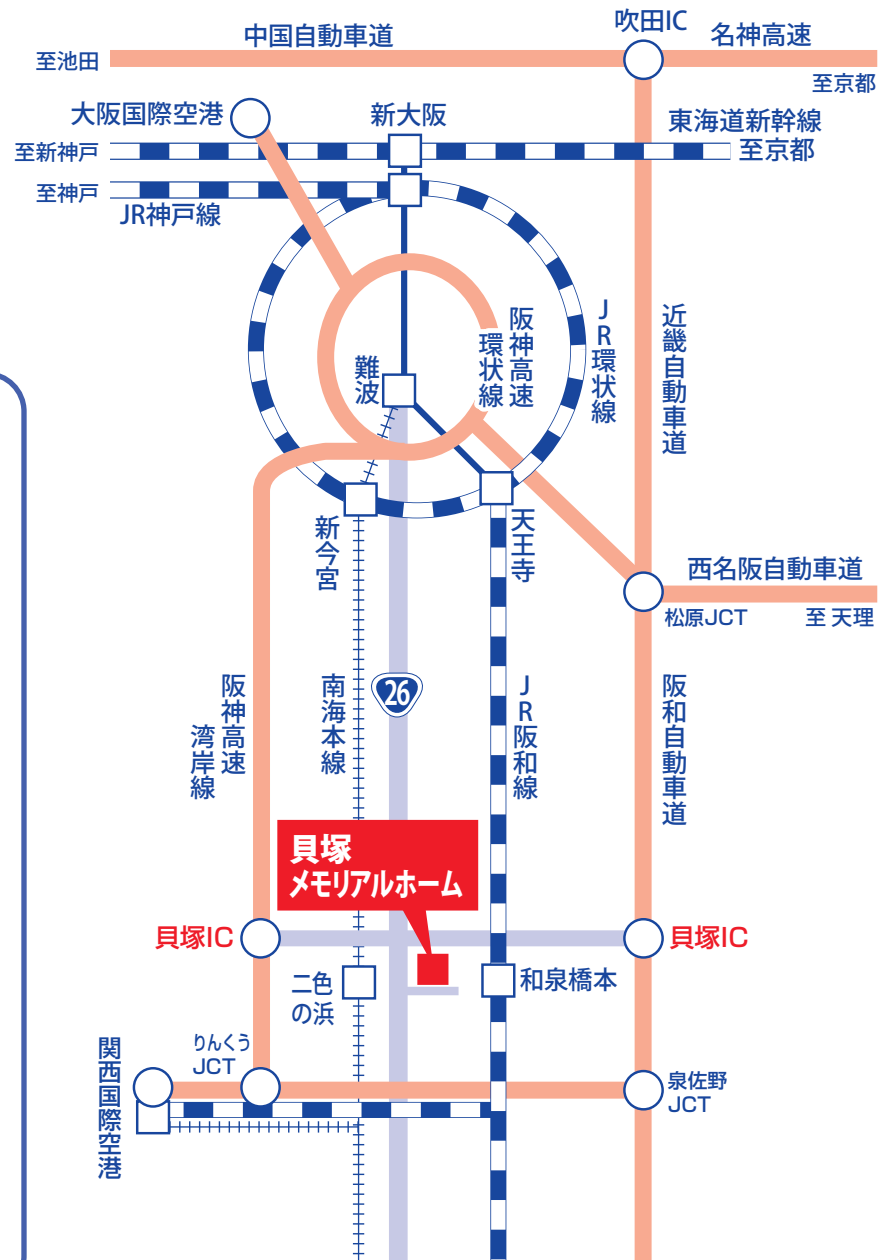 吹田IC
中国自動車道
名神高速
至池田
至京都
大阪国際空港
新大阪
東海道新幹線
至新神戸
至京都
至神戸
JR神戸線
阪神高速
環状線
JR環状線
近畿自動車道
難波
新今宮
天王寺
西名阪自動車道
松原JCT
至 天理
阪神高速
湾岸線
南海本線
26
JR阪和線
阪和自動車道
貝塚
メモリアルホーム
貝塚IC
貝塚IC
二色
の浜
和泉橋本
関西国際空港
りんくう
JCT
泉佐野
JCT